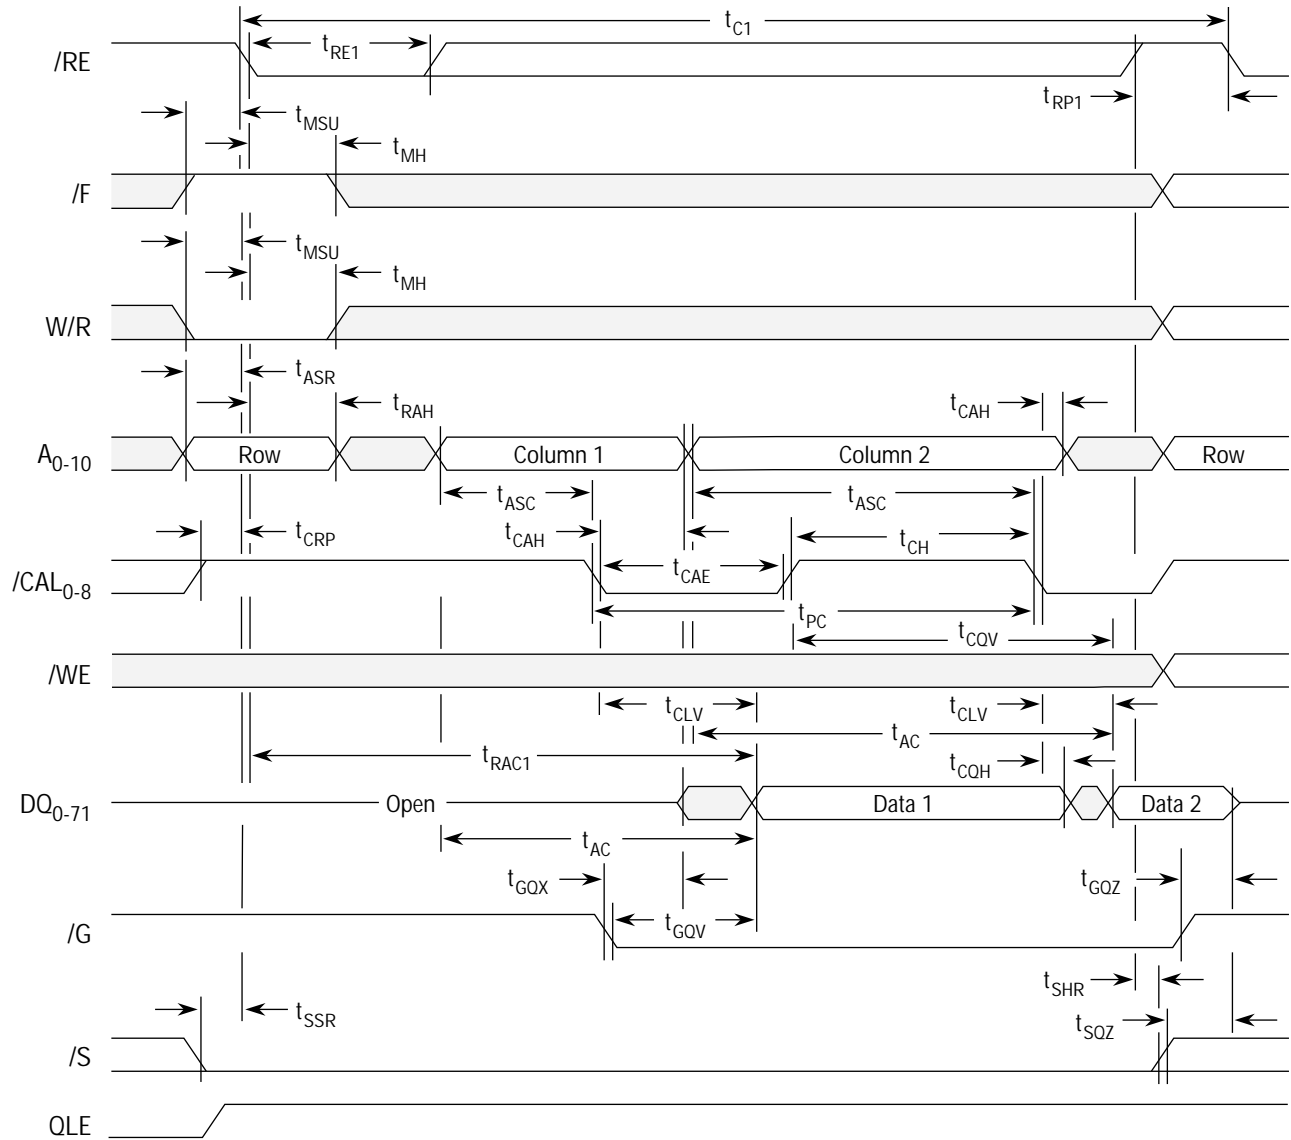 tC1
/RE
tRE1
tRP1
tMSU
tMH
/F
tMSU
tMH
W/R
tASR
tRAH
tCAH
A0-10
Row
Column 1
Column 2
Row
tASC
tASC
tCRP
tCAH
tCH
/CAL0-8
tCAE
tPC
tCQV
/WE
tCLV
tCLV
tAC
tRAC1
tCQH
DQ0-71
Open
Data 1
Data 2
tAC
tGQX
tGQZ
/G
tGQV
tSHR
tSSR
tSQZ
/S
QLE